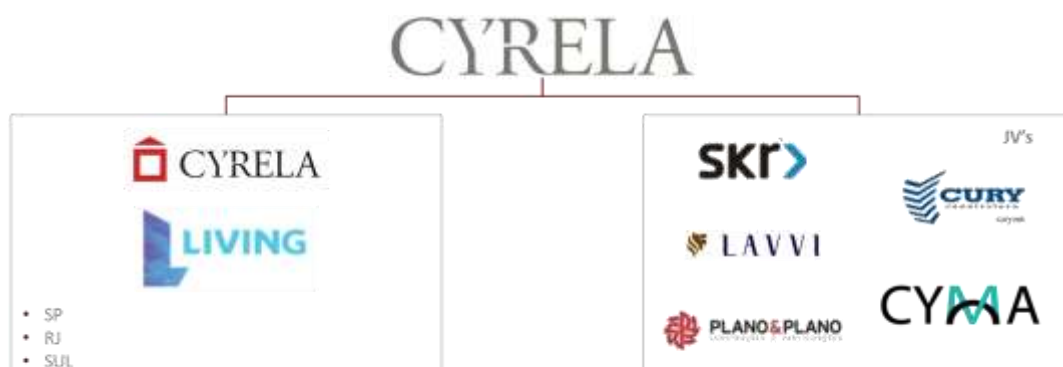 CYRELA
CYRELA
LIVING
• SP
• RJ
• SUL
JV's
SKR
CURY
LAVVI
PLANO&PLANO
CYMA